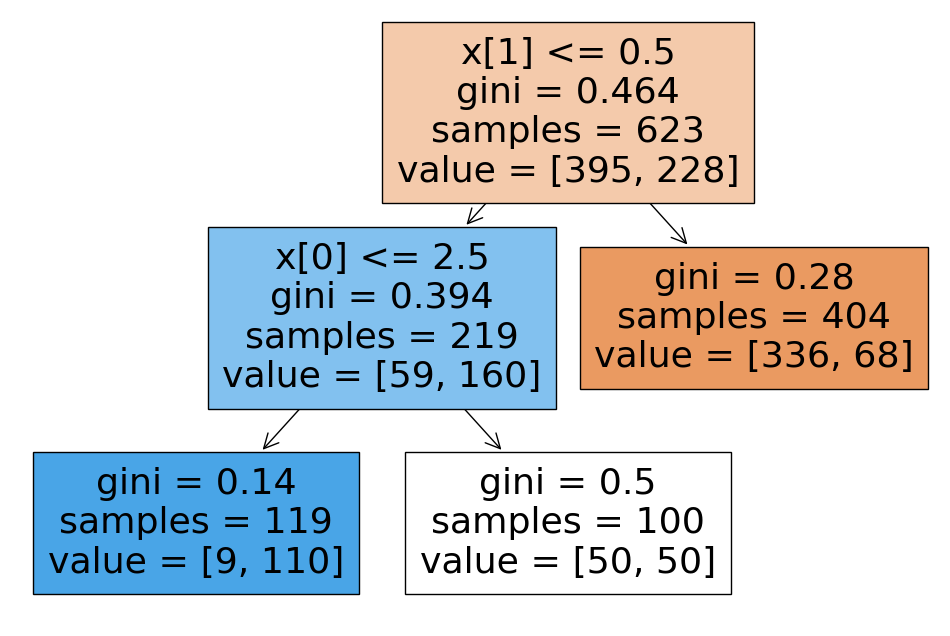 x[1] <= 0.5
gini = 0.464
samples = 623
value = [395, 228]
x[0] <= 2.5
gini = 0.394
samples = 219
value = [59, 160]
gini = 0.28
samples = 404
value = [336, 68]
gini = 0.14
samples = 119
value = [9, 110]
gini = 0.5
samples = 100
value = [50, 50]